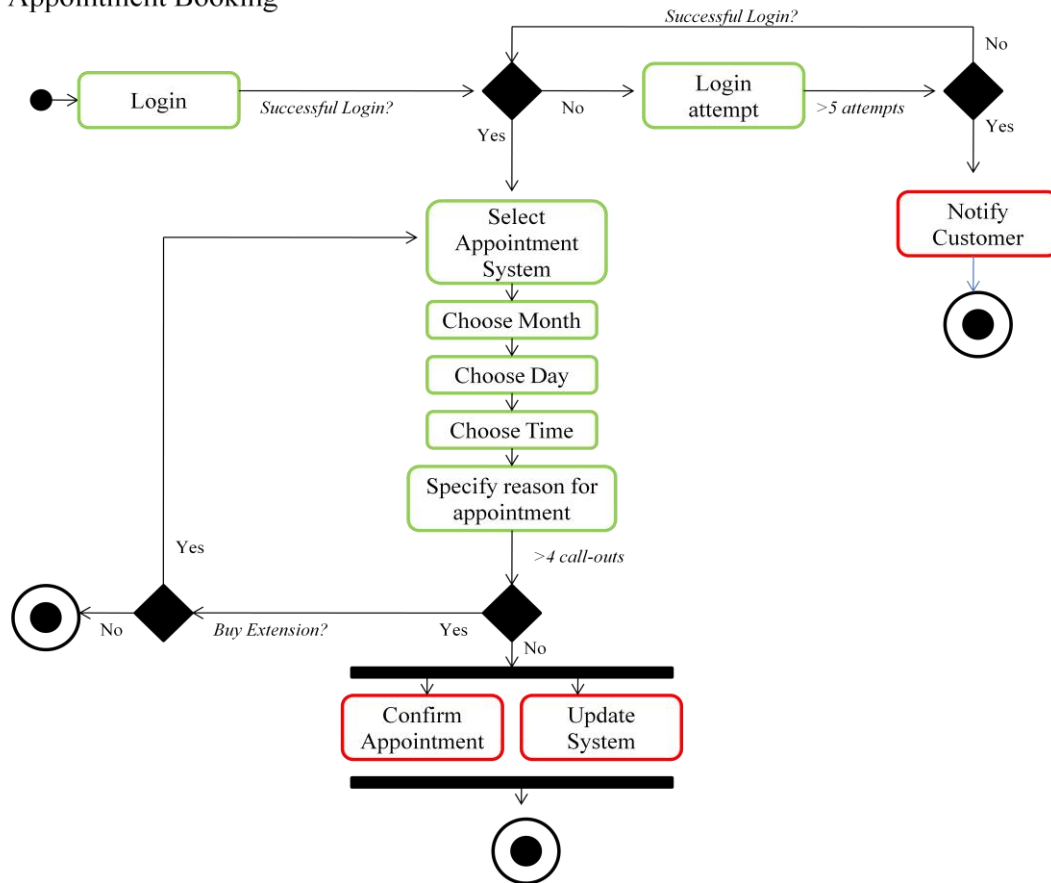 Appointment Booking
Successful Login?
No
Login
Successful Login?
No
Login
attempt
>5 attempts
Yes
Yes
Select
Appointment
System
Notify
Customer
Choose Month
Choose Day
Choose Time
Specify reason for
appointment
>4 call-outs
Yes
No
Buy Extension?
Yes
No
Confirm
Appointment
Update
System